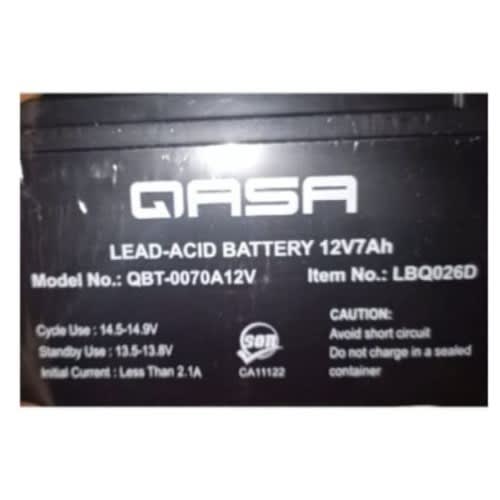 QASA
LEAD-ACID BATTERY 12V7Ah
Model No.: QBT-0070A12V
Item No.: LBQ026D
Cycle Use : 14.5-14.9V
Standby Use : 13.5-13.8V
Initial Current : Less Than 2.1A
SON
CA11122
CAUTION:
Avoid short circuit
Do not charge in a sealed
container